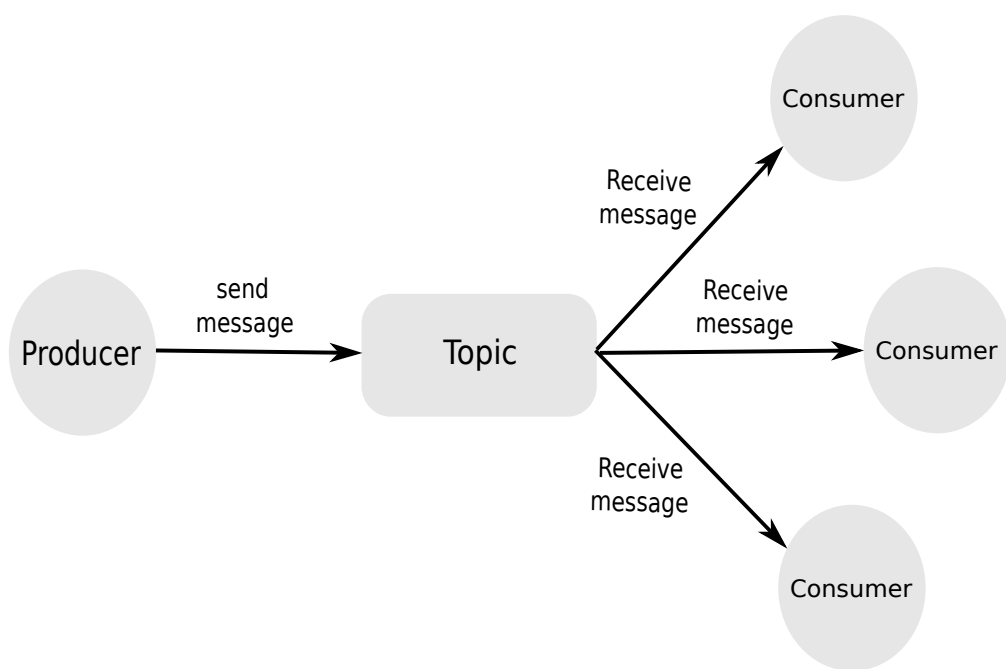 Producer
send
message
Topic
Receive
message
Consumer
Receive
message
Consumer
Receive
message
Consumer